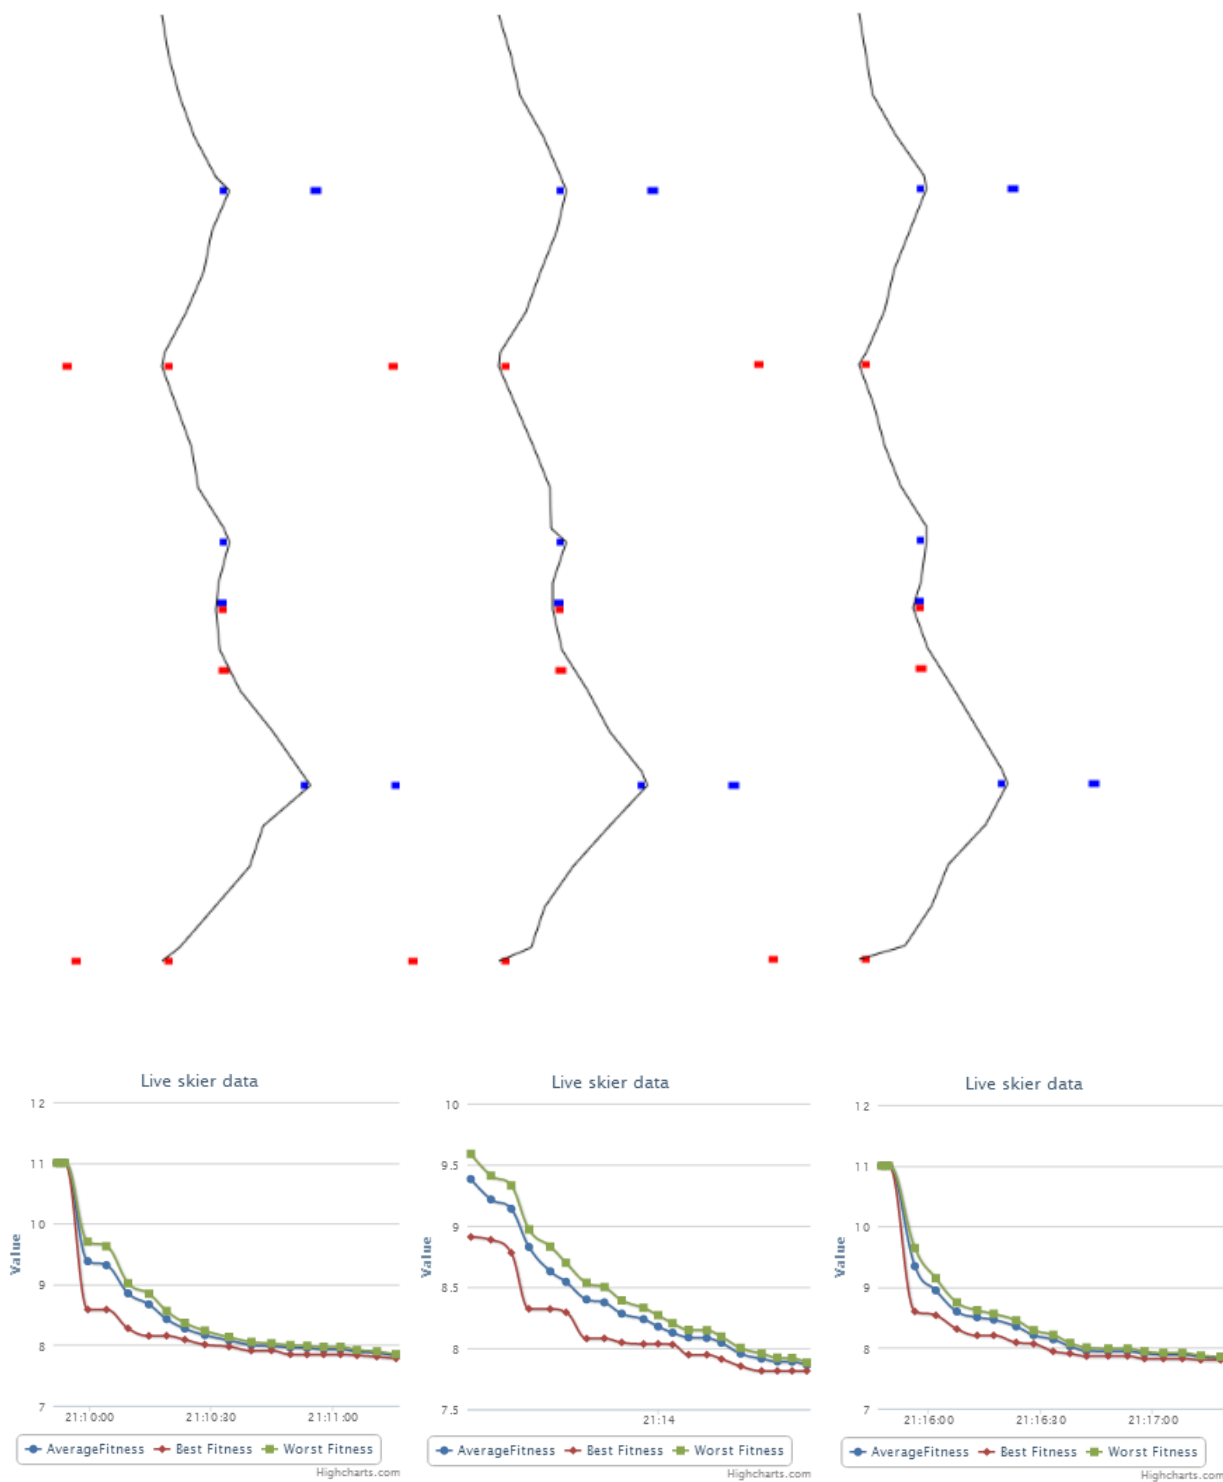 Live skier data
12
11
10
9
8
7
Value
21:10:00
21:10:30
21:11:00
AverageFitness
Best Fitness
Worst Fitness
Highcharts.com
Live skier data
10
9.5
9
8.5
8
7.5
Value
21:14
AverageFitness
Best Fitness
Worst Fitness
Highcharts.com
Live skier data
12
11
10
9
8
7
Value
21:16:00
21:16:30
21:17:00
AverageFitness
Best Fitness
Worst Fitness
Highcharts.com